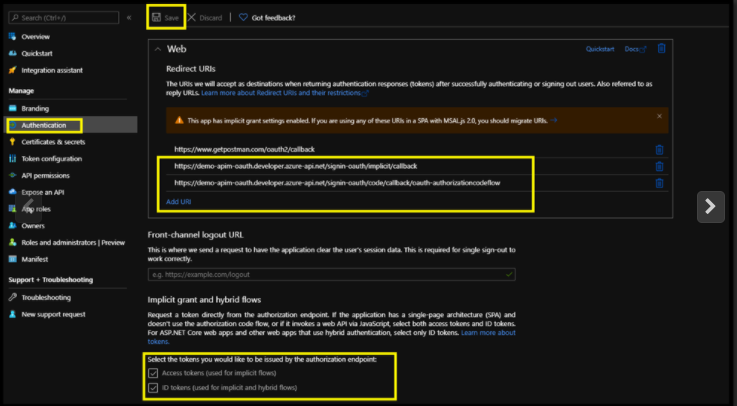 Search (Ctrl+/)
«
Save
Discard
Got feedback?
Overview
Quickstart
Integration assistant
Manage
Branding
Authentication
Certificates & secrets
Token configuration
API permissions
Expose an API
App roles
Owners
Roles and administrators | Preview
Manifest
Support + Troubleshooting
Troubleshooting
New support request
Web
Quickstart
Docs
Redirect URIs
The URIs we will accept as destinations when returning authentication responses (tokens) after successfully authenticating or signing out users. Also referred to as
reply URLs. Learn more about Redirect URIs and their restrictions
This app has implicit grant settings enabled. If you are using any of these URIs in a SPA with MSAL.js 2.0, you should migrate URIs.
https://www.getpostman.com/oauth2/callback
https://demo-apim-oauth.developer.azure-api.net/signin-oauth/implicit/callback
https://demo-apim-oauth.developer.azure-api.net/signin-oauth/code/callback/oauth-authorizationcodeflow
Add URI
Front-channel logout URL
This is where we send a request to have the application clear the user's session data. This is required for single sign-out to
work correctly.
e.g. https://example.com/logout
Implicit grant and hybrid flows
Request a token directly from the authorization endpoint. If the application has a single-page architecture (SPA) and
doesn't use the authorization code flow, or if it invokes a web API via JavaScript, select both access tokens and ID tokens.
For ASP.NET Core web apps and other web apps that use hybrid authentication, select only ID tokens. Learn more about
tokens.
Select the tokens you would like to be issued by the authorization endpoint:
Access tokens (used for implicit flows)
ID tokens (used for implicit and hybrid flows)